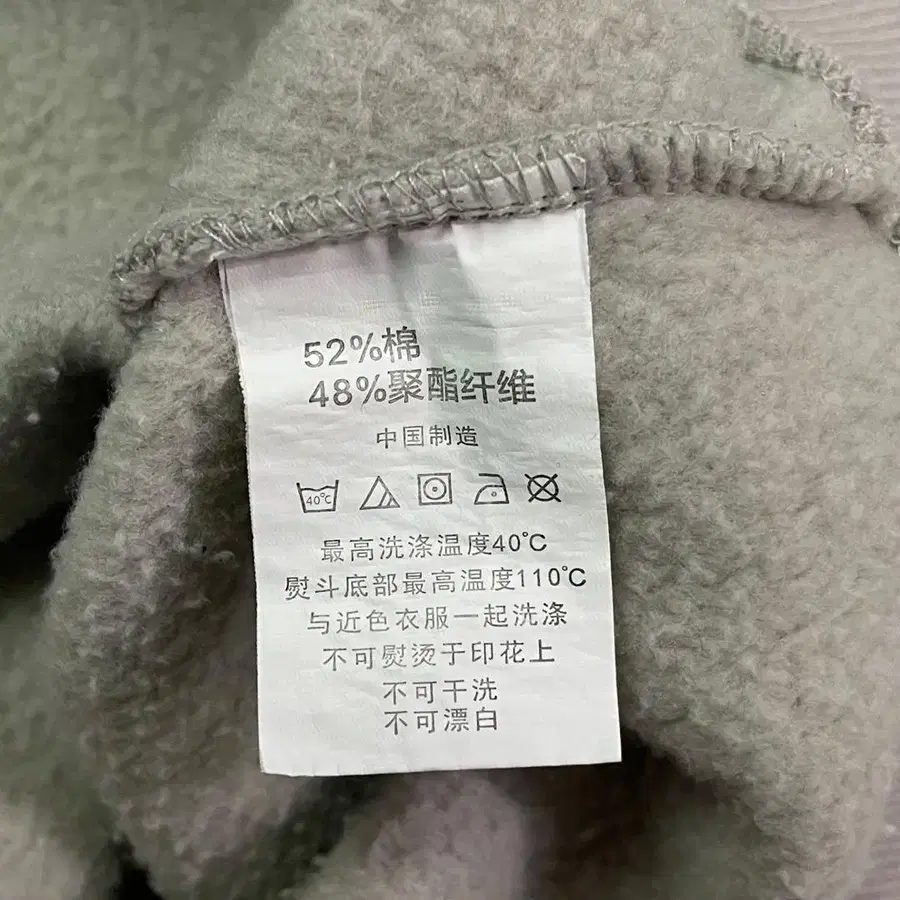 52%棉
48%聚酯纤维
中国制造
40℃
最高洗涤温度40℃
熨斗底部最高温度110℃
与近色衣服一起洗涤
不可熨烫于印花上
不可干洗
不可漂白